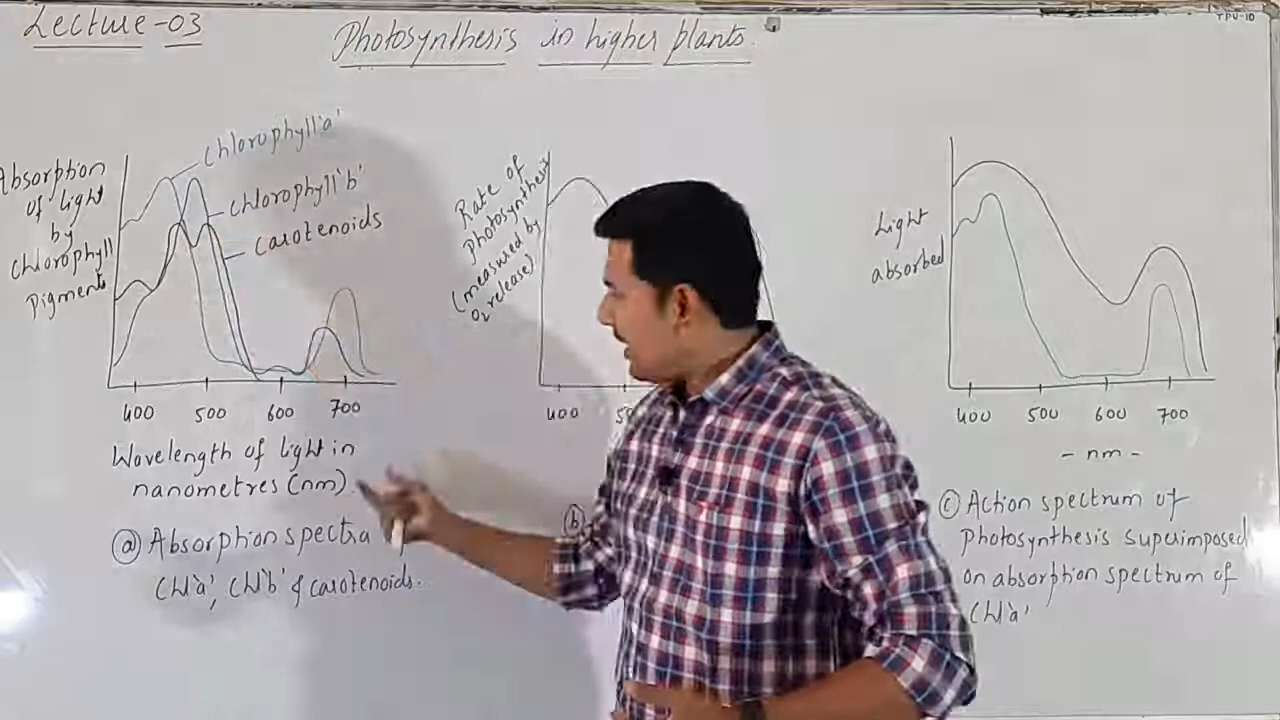 Lecture-03
Photosynthesis in higher plants.
TPU-10
Absorption
of light
by
chlorophyll
Pigments
chlorophyll'a'
chlorophyll'b'
carotenoids
400 500 600 700
Wavelength of light in
nanometres (nm).
(a) Absorption spectra
Chl'a', Chl'b' & carotenoids.
Rate of
photosynthesis
(measured by
O2 release)
400
(b)
Light
absorbed
400 500 600 700
- nm -
(c) Action spectrum of
Photosynthesis superimposed
on absorption spectrum of
Chl'a'